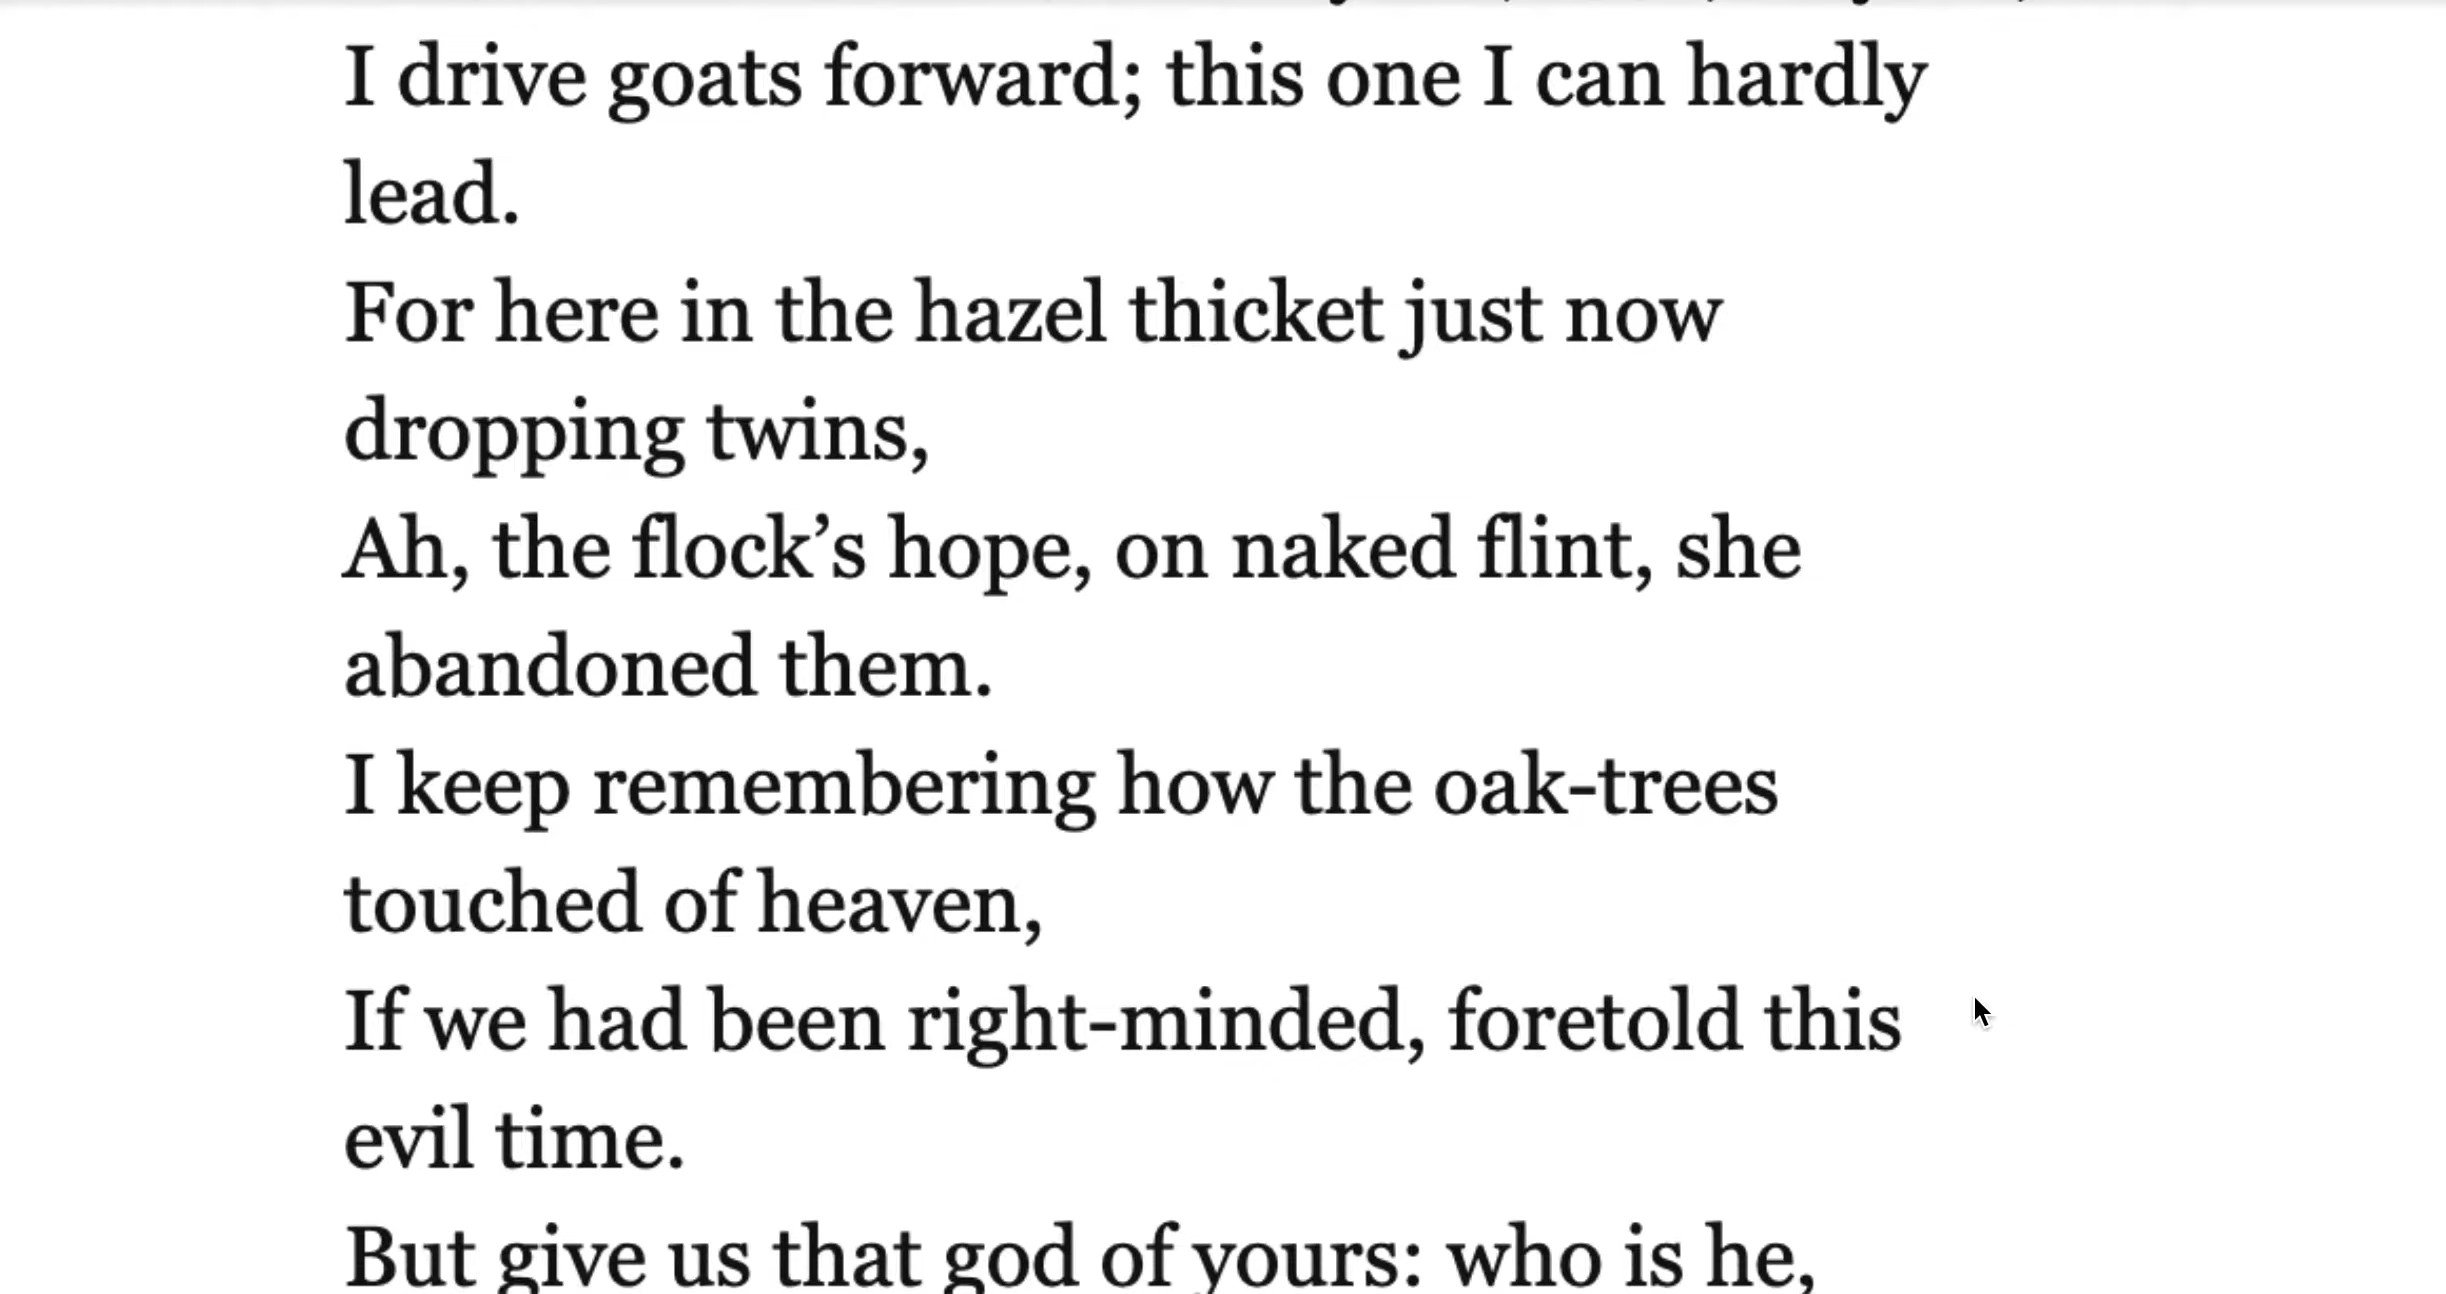 I drive goats forward; this one I can hardly
lead.
For here in the hazel thicket just now
dropping twins,
Ah, the flock’s hope, on naked flint, she
abandoned them.
I keep remembering how the oak-trees
touched of heaven,
If we had been right-minded, foretold this
evil time.
But give us that god of yours: who is he,